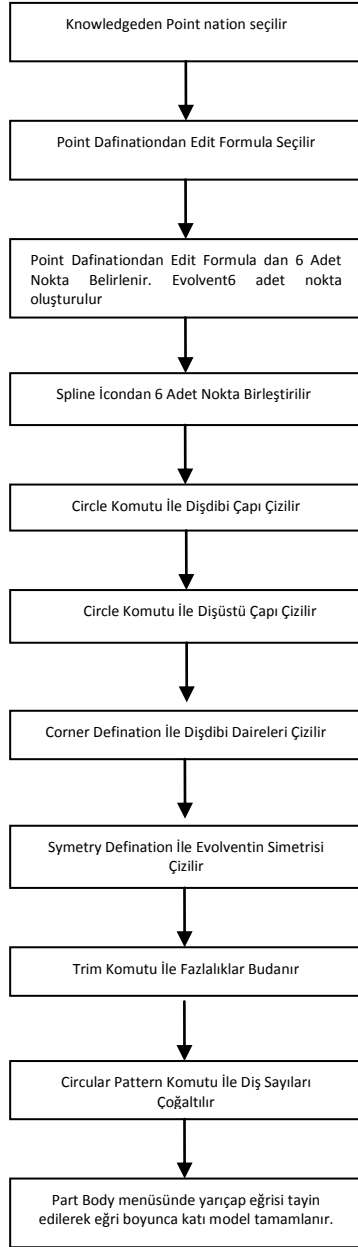 Knowledgeden Point nation seçilir
Point Dafinationdan Edit Formula Seçilir
Point Dafinationdan Edit Formula dan 6 Adet
Nokta Belirlenir. Evolvent6 adet nokta
oluşturulur
Spline İcondan 6 Adet Nokta Birleştirilir
Circle Komutu İle Dişdibi Çapı Çizilir
Circle Komutu İle Dişüstü Çapı Çizilir
Corner Defination İle Dişdibi Daireleri Çizilir
Symetry Defination İle Evolventin Simetrisi
Çizilir
Trim Komutu İle Fazlalıklar Budanır
Circular Pattern Komutu İle Diş Sayıları
Çoğaltılır
Part Body menüsünde yarıçap eğrisi tayin
edilerek eğri boyunca katı model tamamlanır.